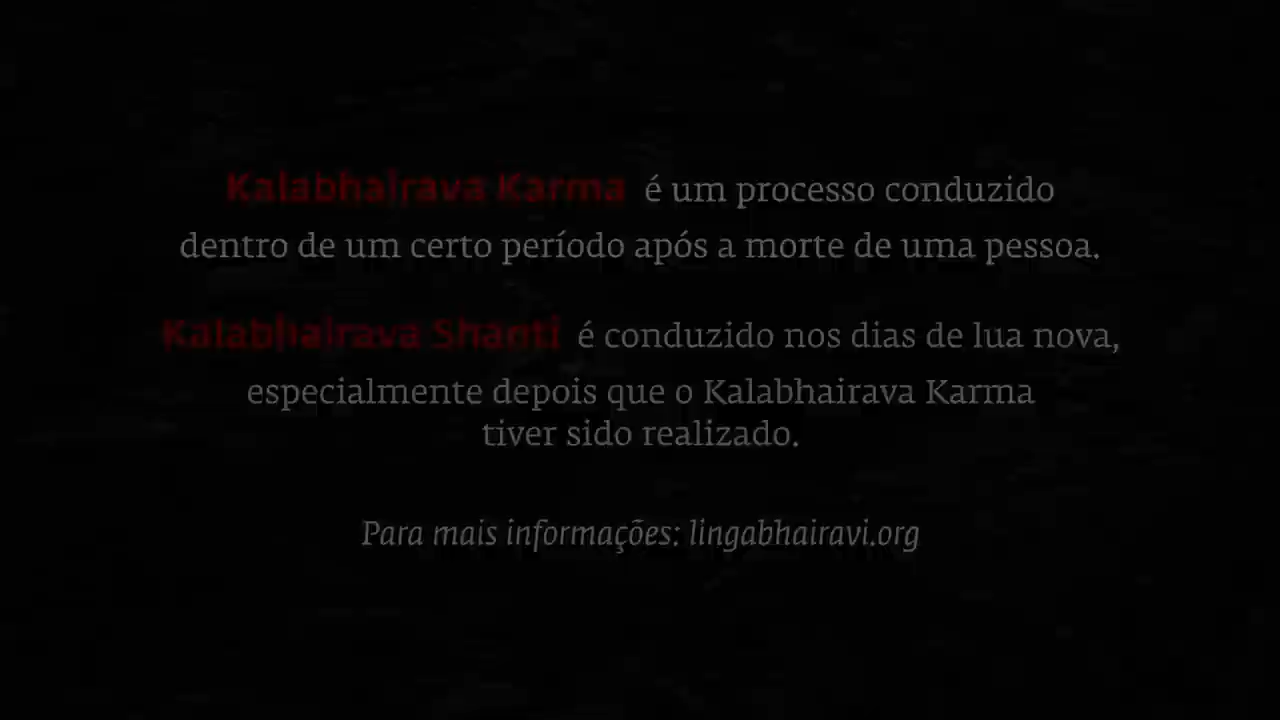 Kalabhairava Karma é um processo conduzido
dentro de um certo período após a morte de uma pessoa.
Kalabhairava Shanti é conduzido nos dias de lua nova,
especialmente depois que o Kalabhairava Karma
tiver sido realizado.
Para mais informações: lingabhairavi.org